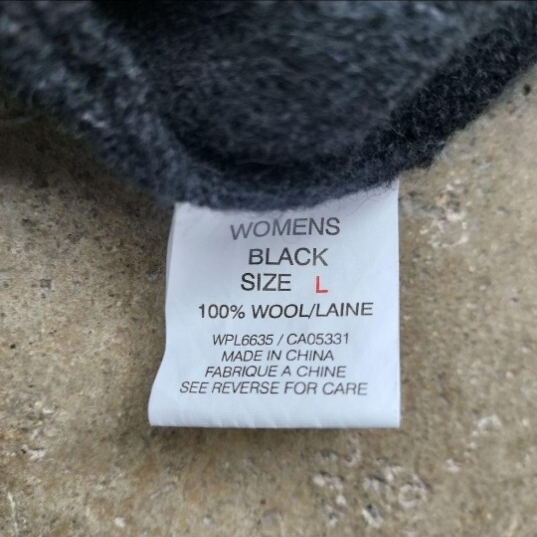 WOMENS
BLACK
SIZE L
100% WOOL/LAINE
WPL6635 / CA05331
MADE IN CHINA
FABRIQUE A CHINE
SEE REVERSE FOR CARE